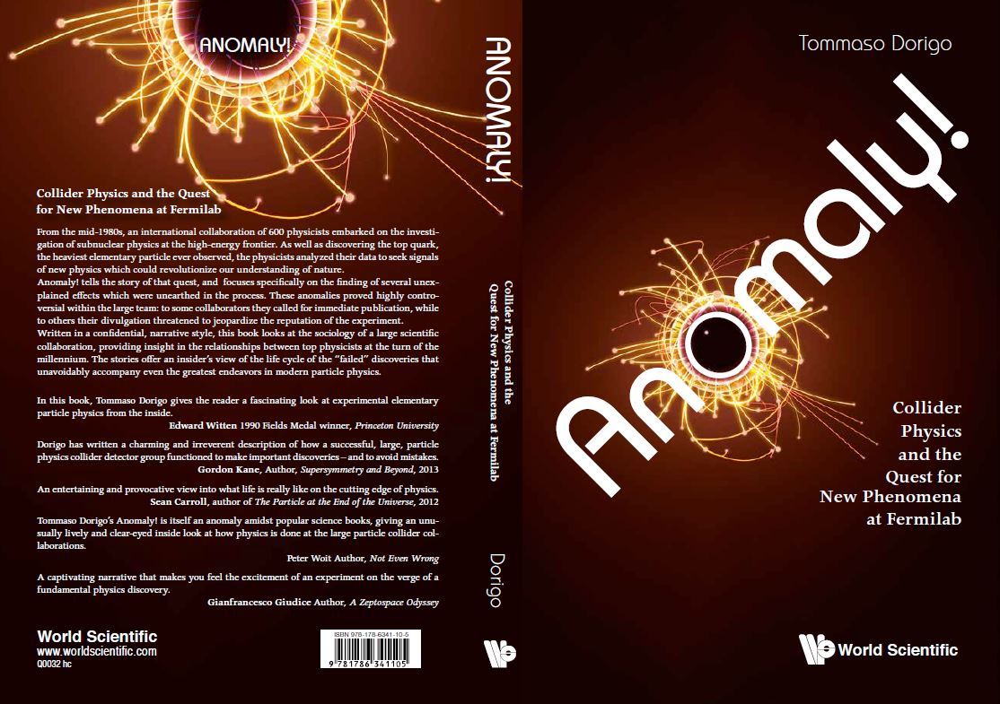 ANOMALY!
Collider Physics and the Quest
for New Phenomena at Fermilab
From the mid-1980s, an international collaboration of 600 physicists embarked on the investi-
gation of subnuclear physics at the high-energy frontier. As well as discovering the top quark,
the heaviest elementary particle ever observed, the physicists analyzed their data to seek signals
of new physics which could revolutionize our understanding of nature.
Anomaly! tells the story of that quest, and focuses specifically on the finding of several unex-
plained effects which were unearthed in the process. These anomalies proved highly contro-
versial within the large team: to some collaborators they called for immediate publication, while
to others their divulgation threatened to jeopardize the reputation of the experiment.
Written in a confidential, narrative style, this book looks at the sociology of a large scientific
collaboration, providing insight in the relationships between top physicists at the turn of the
millennium. The stories offer an insider's view of the life cycle of the "failed" discoveries that
unavoidably accompany even the greatest endeavors in modern particle physics.
In this book, Tommaso Dorigo gives the reader a fascinating look at experimental elementary
particle physics from the inside.
Edward Witten 1990 Fields Medal winner, Princeton University
Dorigo has written a charming and irreverent description of how a successful, large, particle
physics collider detector group functioned to make important discoveries – and to avoid mistakes.
Gordon Kane, Author, Supersymmetry and Beyond, 2013
An entertaining and provocative view into what life is really like on the cutting edge of physics.
Sean Carroll, author of The Particle at the End of the Universe, 2012
Tommaso Dorigo's Anomaly! is itself an anomaly amidst popular science books, giving an unu-
sually lively and clear-eyed inside look at how physics is done at the large particle collider col-
laborations.
Peter Woit Author, Not Even Wrong
A captivating narrative that makes you feel the excitement of an experiment on the verge of a
fundamental physics discovery.
Gianfrancesco Giudice Author, A Zeptospace Odyssey
World Scientific
www.worldscientific.com
Q0032 hc
ISBN 978-178-6341-10-5
9 781786 341105
ANOMALY!
Collider Physics and the
Quest for New Phenomena at Fermilab
Dorigo
Tommaso Dorigo
Anomaly!
Collider
Physics
and the
Quest for
New Phenomena
at Fermilab
World Scientific